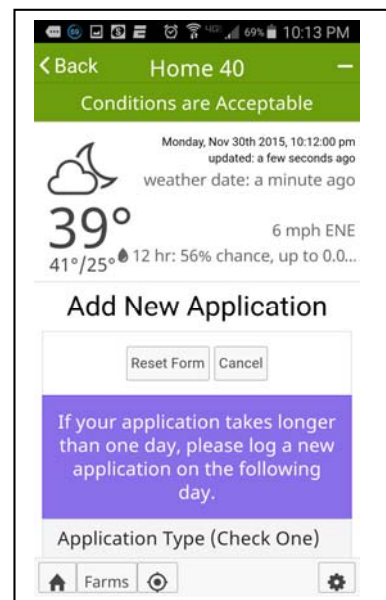 69% 10:13 PM
Back Home 40
Conditions are Acceptable
Monday, Nov 30th 2015, 10:12:00 pm
updated: a few seconds ago
weather date: a minute ago
39°
6 mph ENE
41°/25° 12 hr: 56% chance, up to 0.0...
Add New Application
Reset Form Cancel
If your application takes longer
than one day, please log a new
application on the following
day.
Application Type (Check One)
Farms